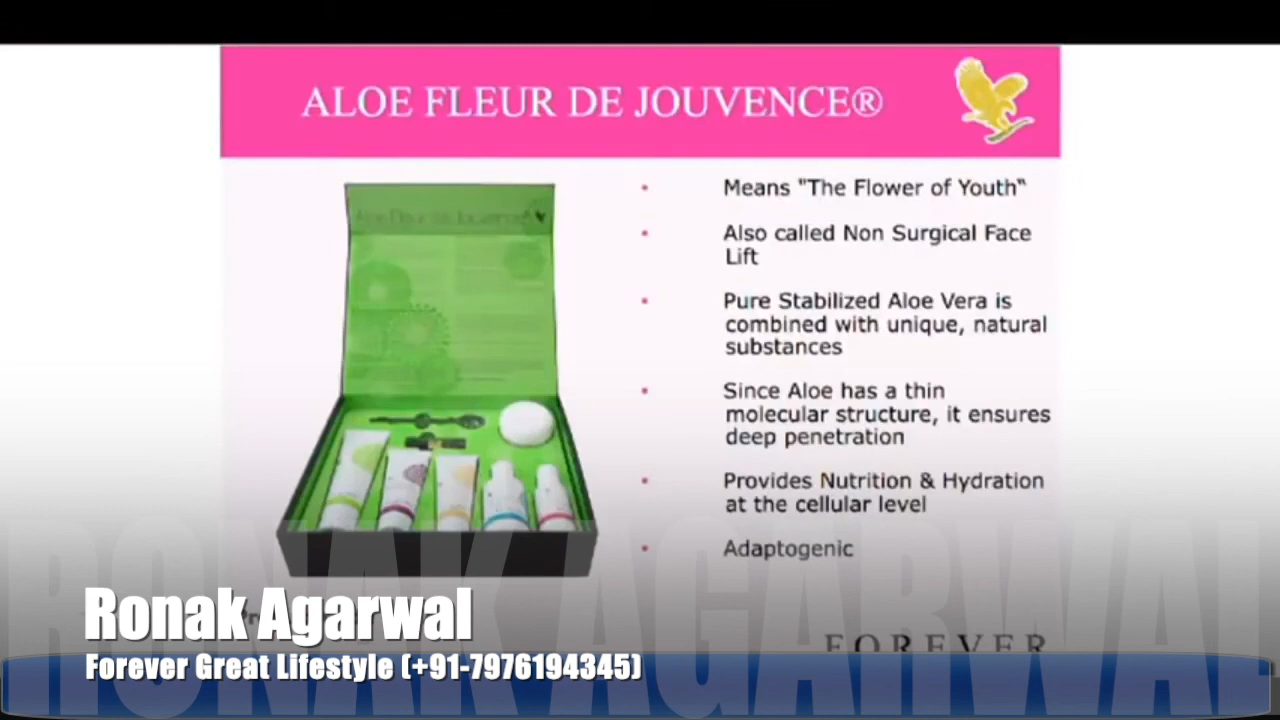 ALOE FLEUR DE JOUVENCE®
Means "The Flower of Youth"
Also called Non Surgical Face
Lift
Pure Stabilized Aloe Vera is
combined with unique, natural
substances
Since Aloe has a thin
molecular structure, it ensures
deep penetration
Provides Nutrition & Hydration
at the cellular level
Adaptogenic
FOREVER
RONAK AGARWAL
Ronak Agarwal
Forever Great Lifestyle (+91-7976194345)